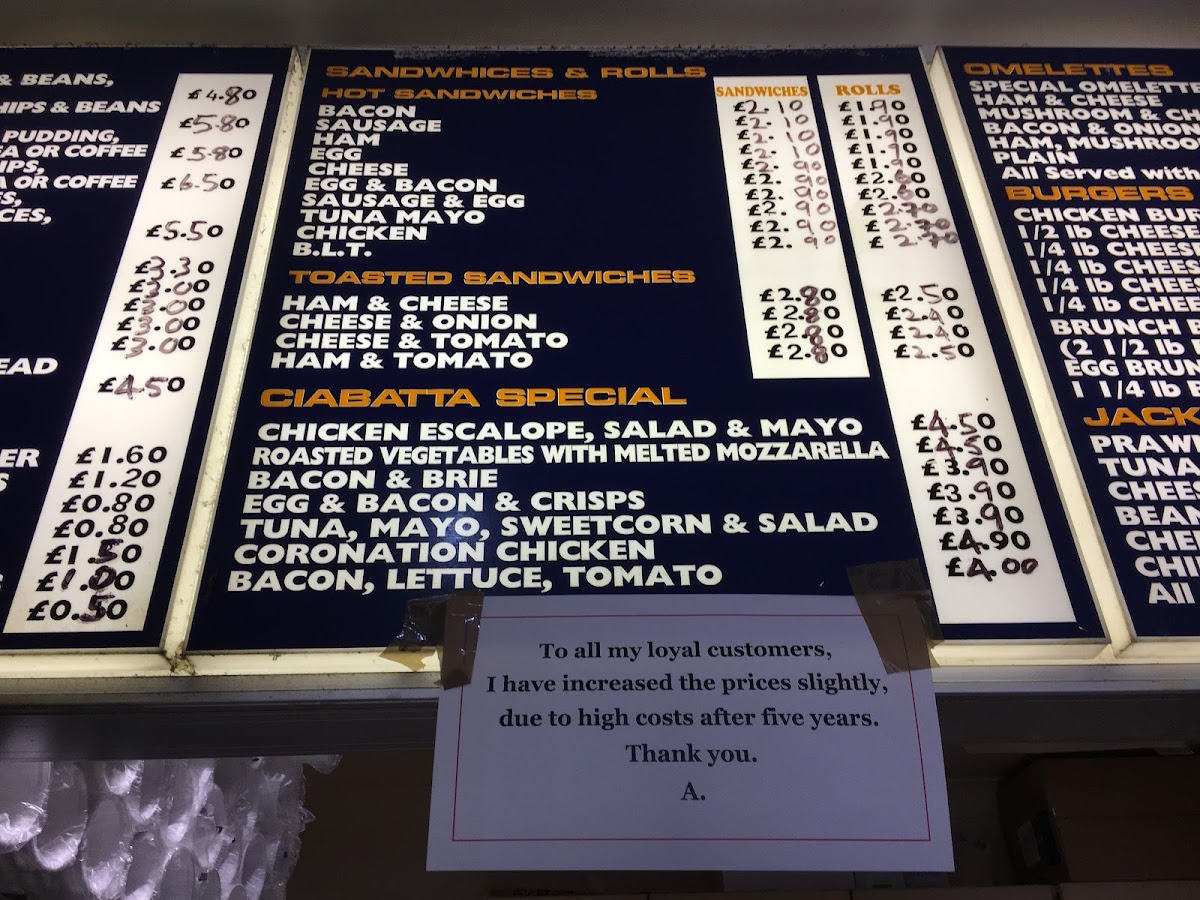 & BEANS,
£4.80
HIPS & BEANS
£5.80
PUDDING,
A OR COFFEE
£5.80
IPS,
A OR COFFEE
£6.50
CES,
£5.50
£3.30
£3.00
£3.00
£3.00
£3.00
EAD
£4.50
ER £1.60
S £1.20
£0.80
£0.80
£1.50
£1.00
£0.50
SANDWHICES & ROLLS
HOT SANDWICHES SANDWICHES ROLLS
BACON £2.10 £1.90
SAUSAGE £2.10 £1.90
HAM £2.10 £1.90
EGG £2.10 £1.90
CHEESE £2.90 £1.90
EGG & BACON £2.90 £2.60
SAUSAGE & EGG £2.90 £2.60
TUNA MAYO £2.90 £2.70
CHICKEN £2.90 £2.70
B.L.T. £2.90 £2.70
TOASTED SANDWICHES
HAM & CHEESE £2.80 £2.50
CHEESE & ONION £2.80 £2.40
CHEESE & TOMATO £2.80 £2.40
HAM & TOMATO £2.80 £2.50
CIABATTA SPECIAL
CHICKEN ESCALOPE, SALAD & MAYO £4.50
ROASTED VEGETABLES WITH MELTED MOZZARELLA £4.50
BACON & BRIE £3.90
EGG & BACON & CRISPS £3.90
TUNA, MAYO, SWEETCORN & SALAD £3.90
CORONATION CHICKEN £4.90
BACON, LETTUCE, TOMATO £4.00
OMELETTES
SPECIAL OMELETTE
HAM & CHEESE
MUSHROOM & CH
BACON & ONION
HAM, MUSHROO
PLAIN
All Served with
BURGERS
CHICKEN BUR
1/2 lb CHEESE
1/4 lb CHEESE
1/4 lb CHEES
1/4 lb CHEE
BRUNCH B
(2 1/2 lb B
EGG BRUN
1 1/4 lb B
JACK
PRAW
TUNA
CHEES
BEAN
CHEE
CHI
All
To all my loyal customers,
I have increased the prices slightly,
due to high costs after five years.
Thank you.
A.